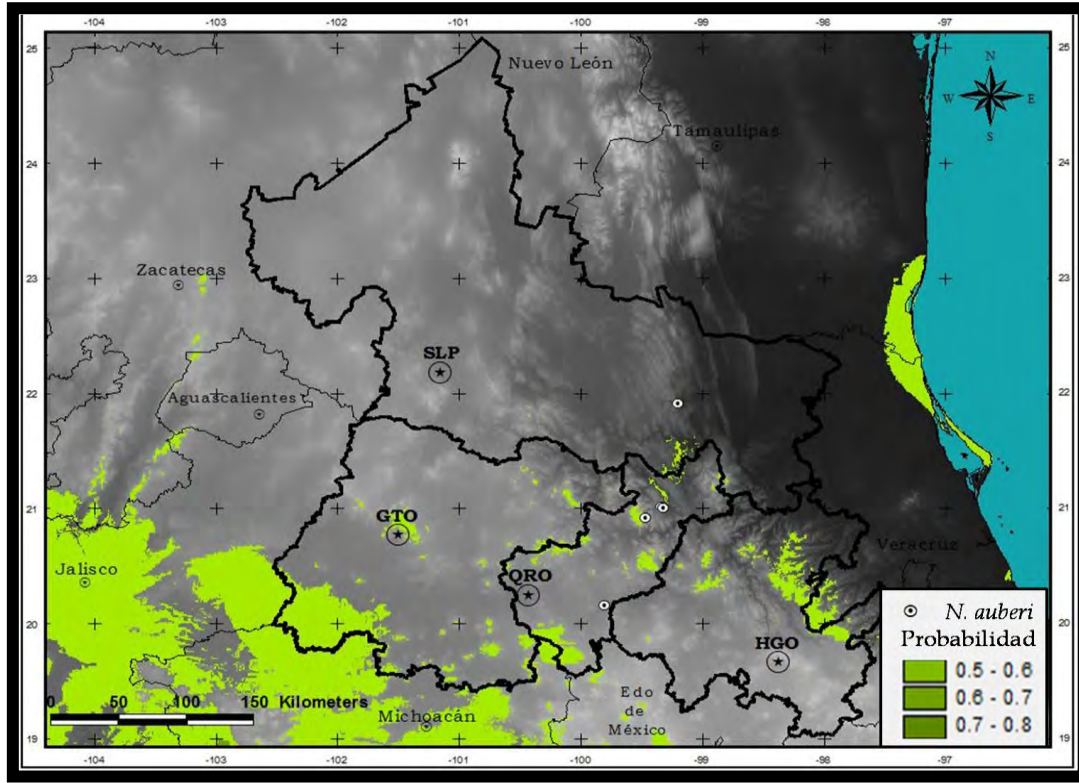 -104 -103 -102 -101 -100 -99 -98 -97
25 25
Nuevo León
N
W E
S
Tamaulipas
24 24
23 23
Zacatecas
SLP
22 22
Aguascalientes
21 21
GTO
Veracruz
Jalisco
QRO
20 20
HGO
N. auberi
Probabilidad
0.5 - 0.6
0.6 - 0.7
0.7 - 0.8
0 50 100 150 Kilometers
Edo
de
México
Michoacán
19 19
-104 -103 -102 -101 -100 -99 -98 -97